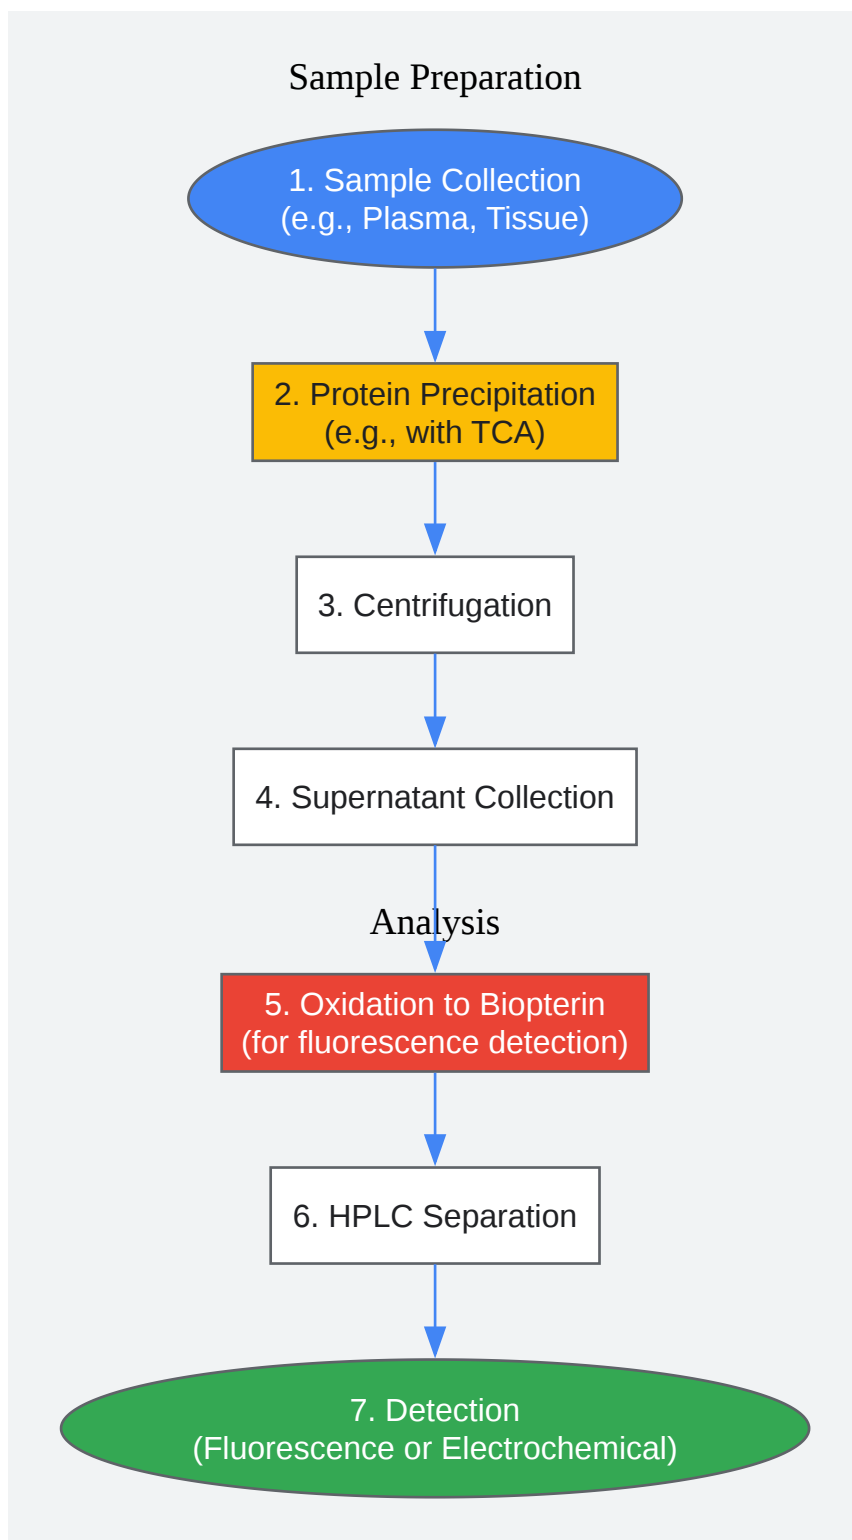 Sample Preparation
1. Sample Collection
(e.g., Plasma, Tissue)
2. Protein Precipitation
(e.g., with TCA)
3. Centrifugation
4. Supernatant Collection
Analysis
5. Oxidation to Biopterin
(for fluorescence detection)
6. HPLC Separation
7. Detection
(Fluorescence or Electrochemical)